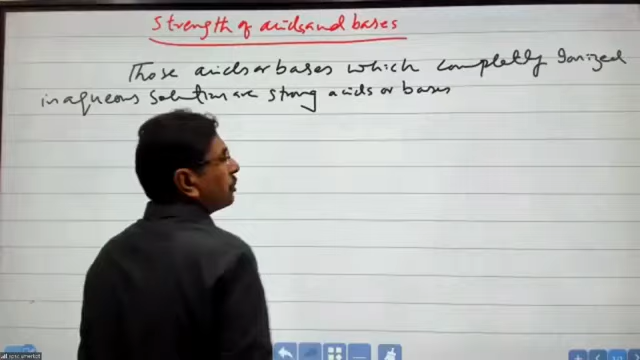 Strength of acids and bases
Those acids or bases which completly Ionized
in aqueous solution are strong acids or bases